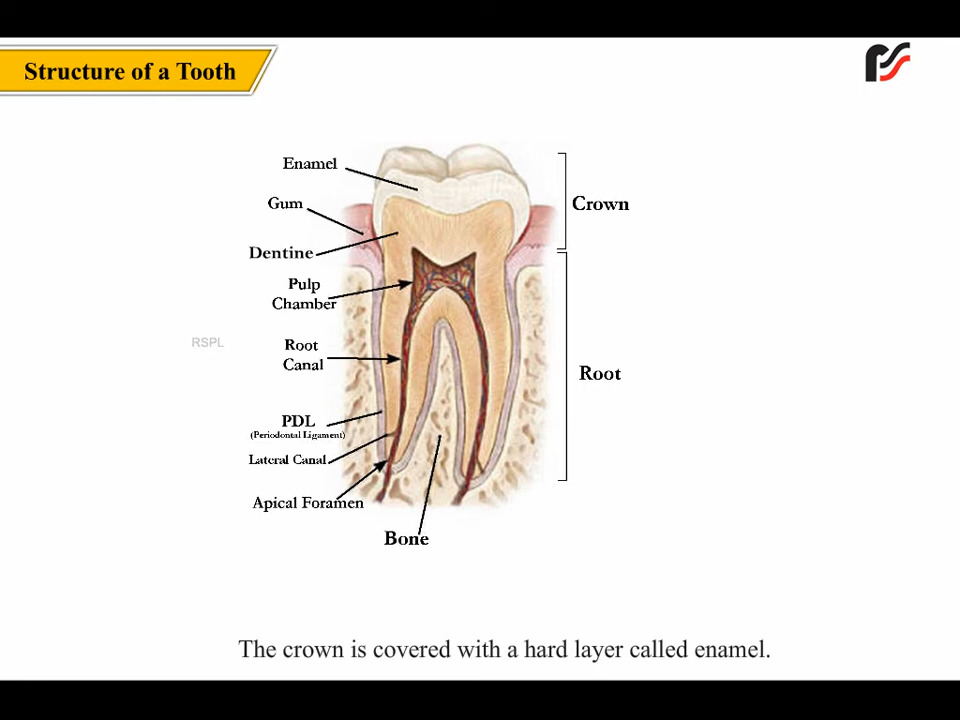 Structure of a Tooth
Enamel
Gum
Crown
Dentine
Pulp
Chamber
RSPL
Root
Canal
Root
PDL
(Periodontal Ligament)
Lateral Canal
Apical Foramen
Bone
The crown is covered with a hard layer called enamel.